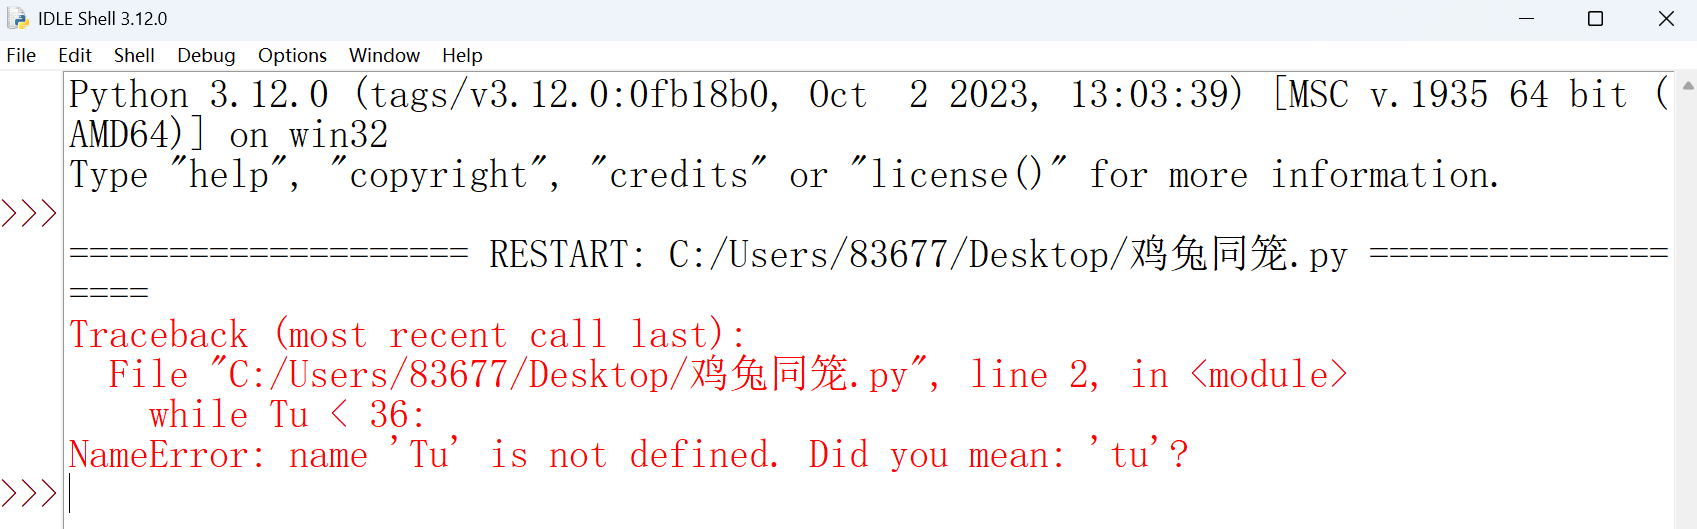 IDLE Shell 3.12.0
File Edit Shell Debug Options Window Help
Python 3.12.0 (tags/v3.12.0:0fb18b0, Oct  2 2023, 13:03:39) [MSC v.1935 64 bit (
AMD64)] on win32
Type "help", "copyright", "credits" or "license()" for more information.
>>>
==================== RESTART: C:/Users/83677/Desktop/鸡兔同笼.py ===============
====
Traceback (most recent call last):
  File "C:/Users/83677/Desktop/鸡兔同笼.py", line 2, in <module>
    while Tu < 36:
NameError: name 'Tu' is not defined. Did you mean: 'tu'?
>>>